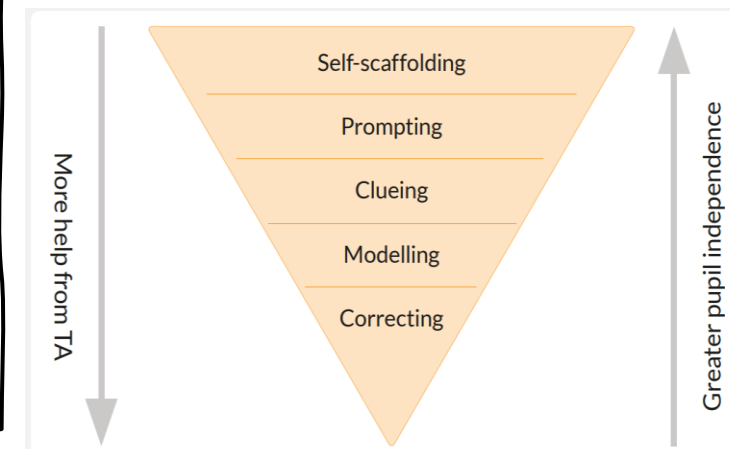 More help from TA
Self-scaffolding
Prompting
Clueing
Modelling
Correcting
Greater pupil independence